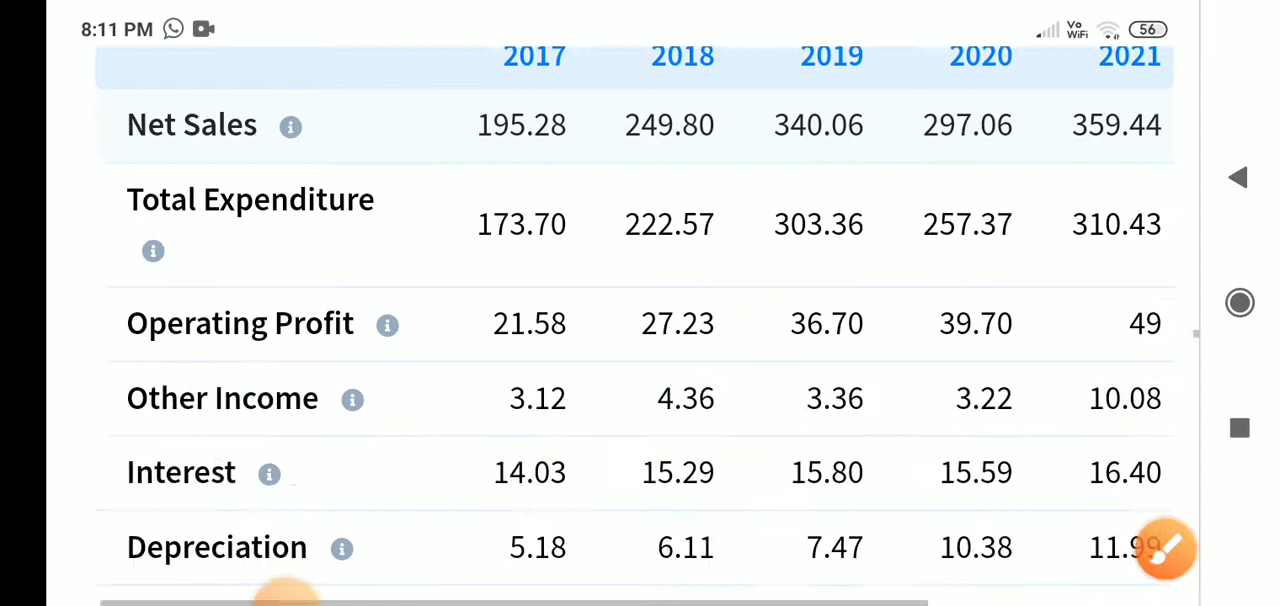 8:11 PM Vo WiFi 56
2017 2018 2019 2020 2021
Net Sales 195.28 249.80 340.06 297.06 359.44
Total Expenditure 173.70 222.57 303.36 257.37 310.43
Operating Profit 21.58 27.23 36.70 39.70 49
Other Income 3.12 4.36 3.36 3.22 10.08
Interest 14.03 15.29 15.80 15.59 16.40
Depreciation 5.18 6.11 7.47 10.38 11.99